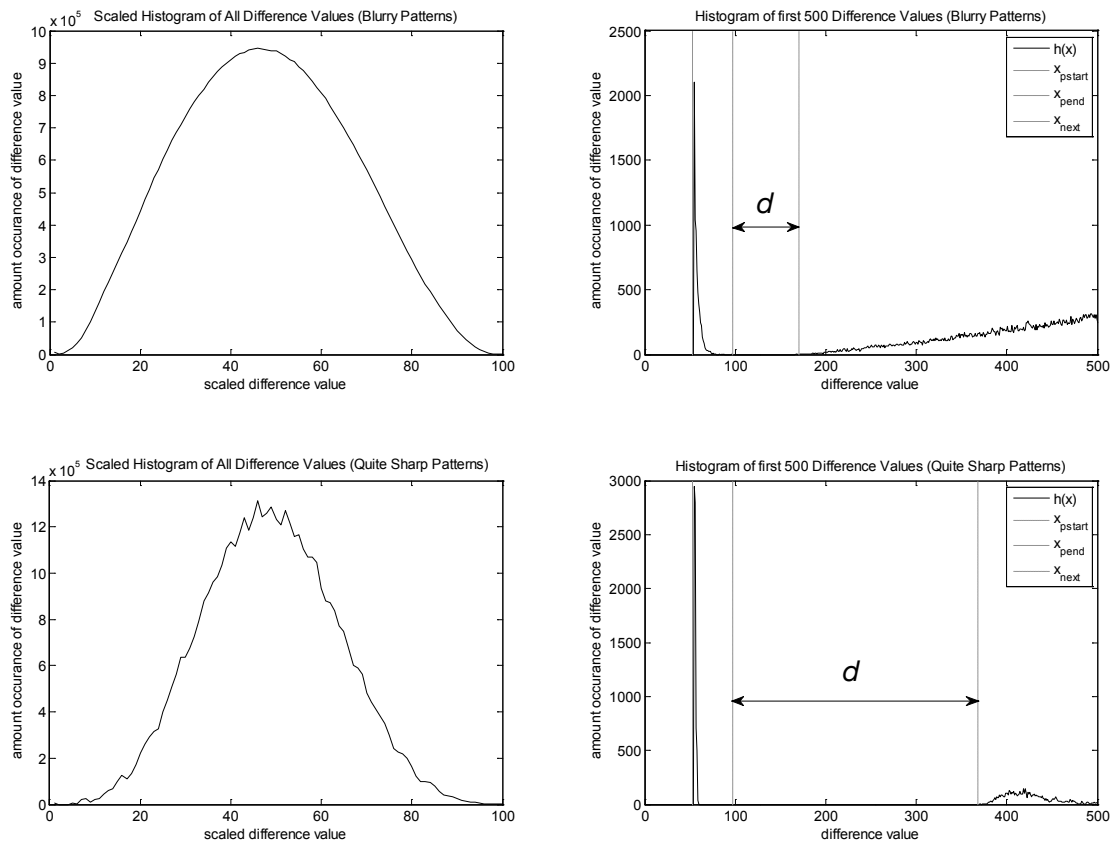 x 10⁵ Scaled Histogram of All Difference Values (Blurry Patterns)
10
9
8
7
6
5
4
3
2
1
0
amount occurance of difference value
0 20 40 60 80 100
scaled difference value
Histogram of first 500 Difference Values (Blurry Patterns)
2500
2000
1500
1000
500
0
amount occurance of difference value
h(x)
x_pstart
x_pend
x_next
d
0 100 200 300 400 500
difference value
x 10⁵ Scaled Histogram of All Difference Values (Quite Sharp Patterns)
14
12
10
8
6
4
2
0
amount occurance of difference value
0 20 40 60 80 100
scaled difference value
Histogram of first 500 Difference Values (Quite Sharp Patterns)
3000
2500
2000
1500
1000
500
0
amount occurance of difference value
h(x)
x_pstart
x_pend
x_next
d
0 100 200 300 400 500
difference value